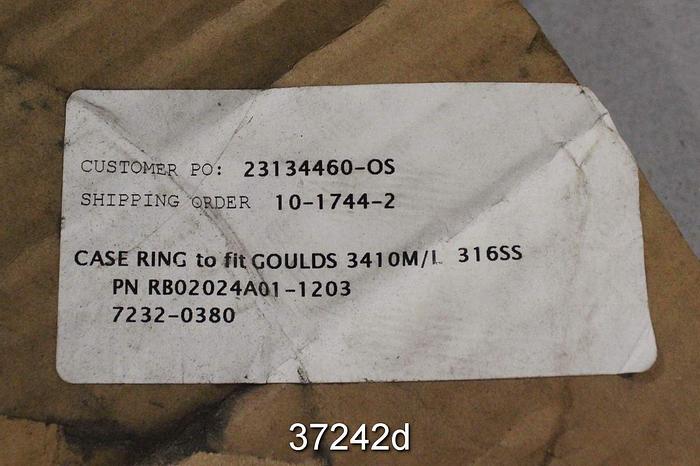 CUSTOMER PO: 23134460-OS
SHIPPING ORDER 10-1744-2
CASE RING to fit GOULDS 3410M/L 316SS
PN RB02024A01-1203
7232-0380
37242d